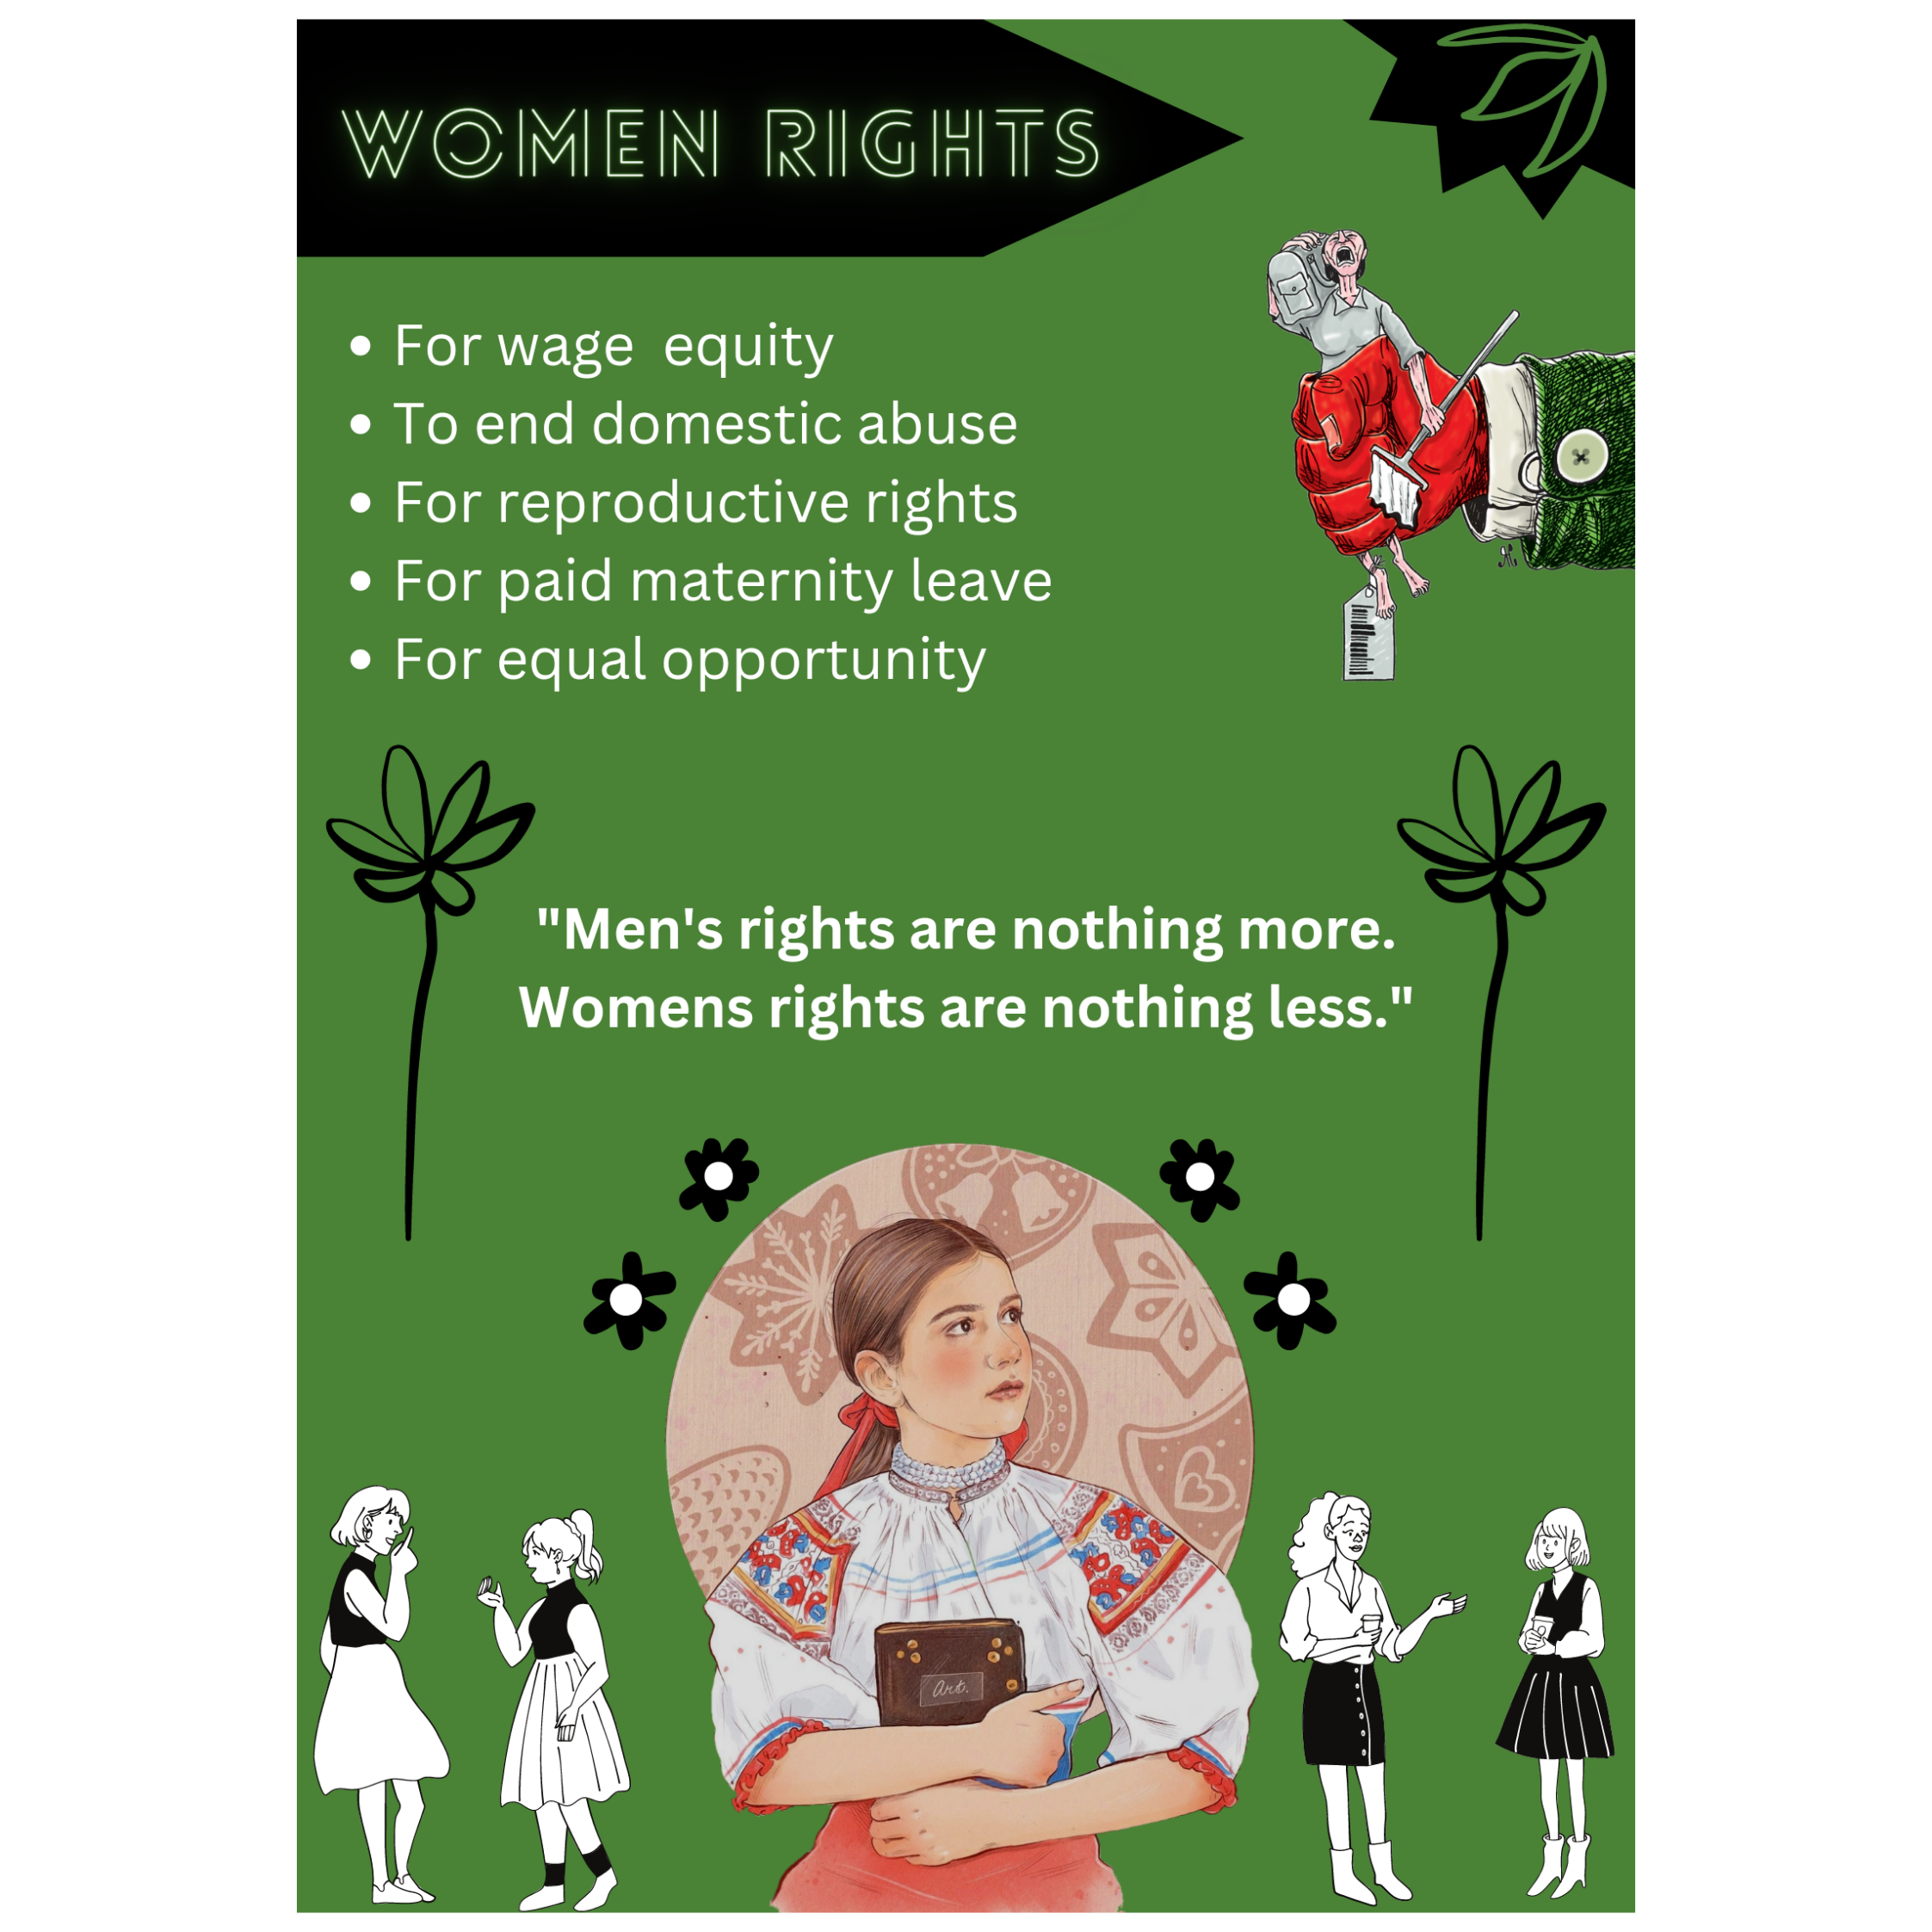 WOMEN RIGHTS
• For wage  equity
• To end domestic abuse
• For reproductive rights
• For paid maternity leave
• For equal opportunity
"Men's rights are nothing more.
Womens rights are nothing less."
Art.